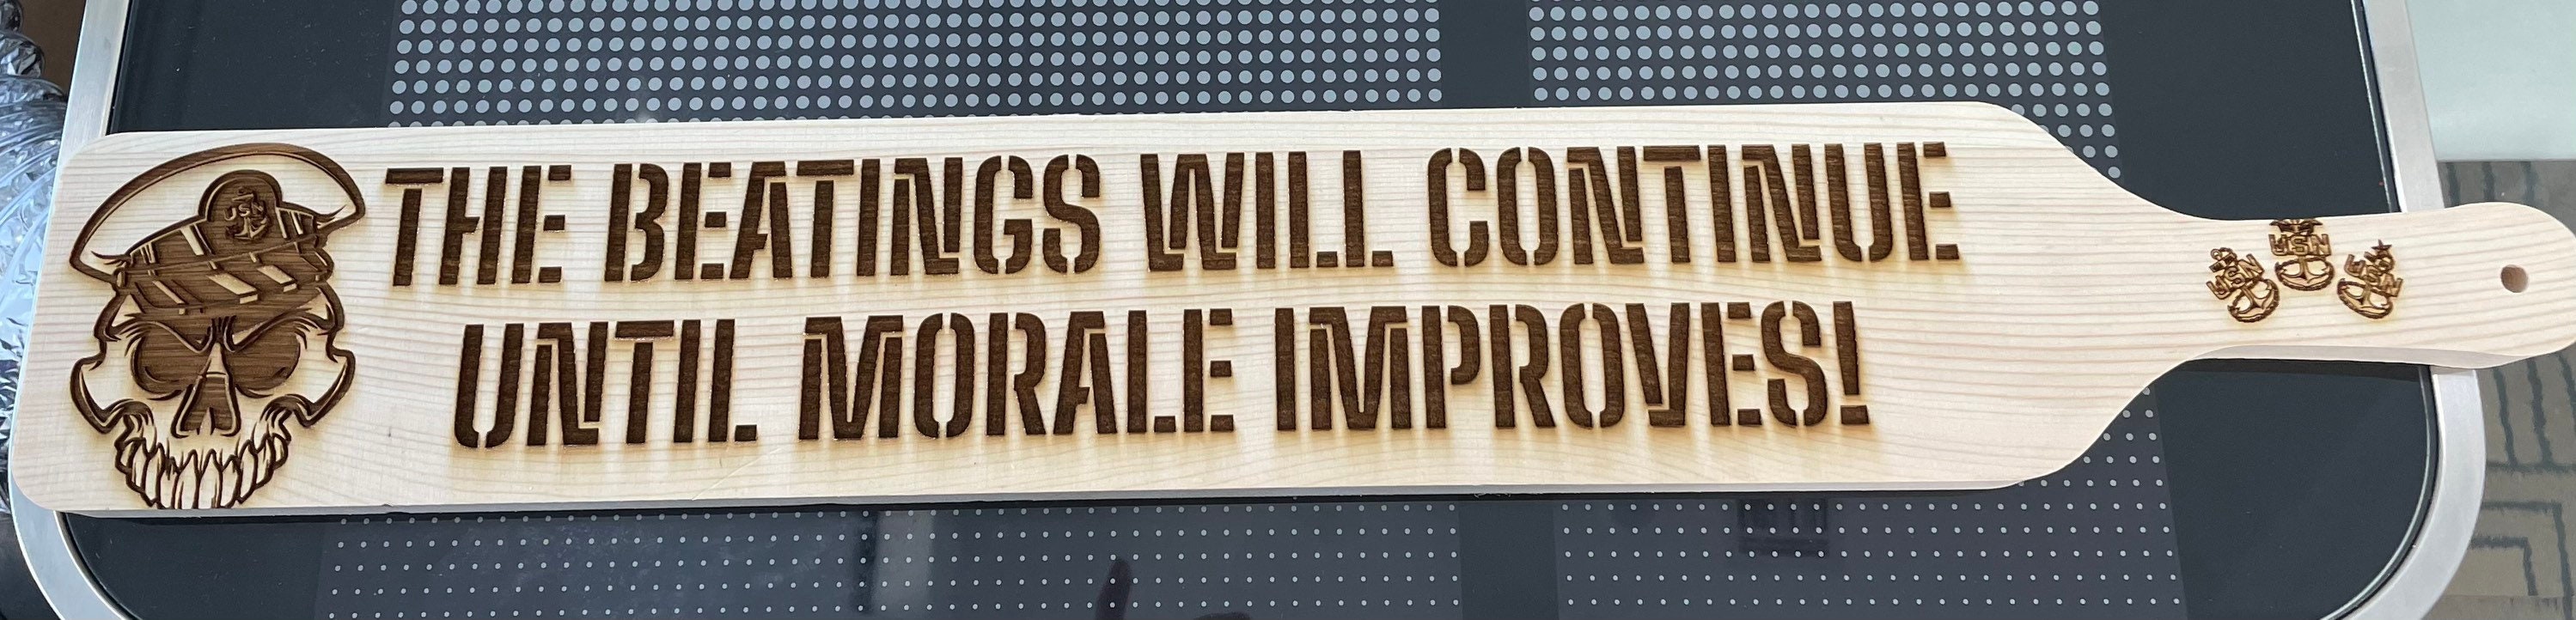 USN
THE BEATINGS WILL CONTINUE
UNTIL MORALE IMPROVES!
USN
USN
USN